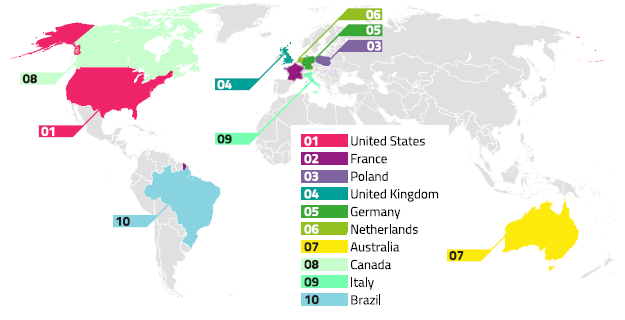 06
05
03
08
04
01
09
10
07
01 United States
02 France
03 Poland
04 United Kingdom
05 Germany
06 Netherlands
07 Australia
08 Canada
09 Italy
10 Brazil